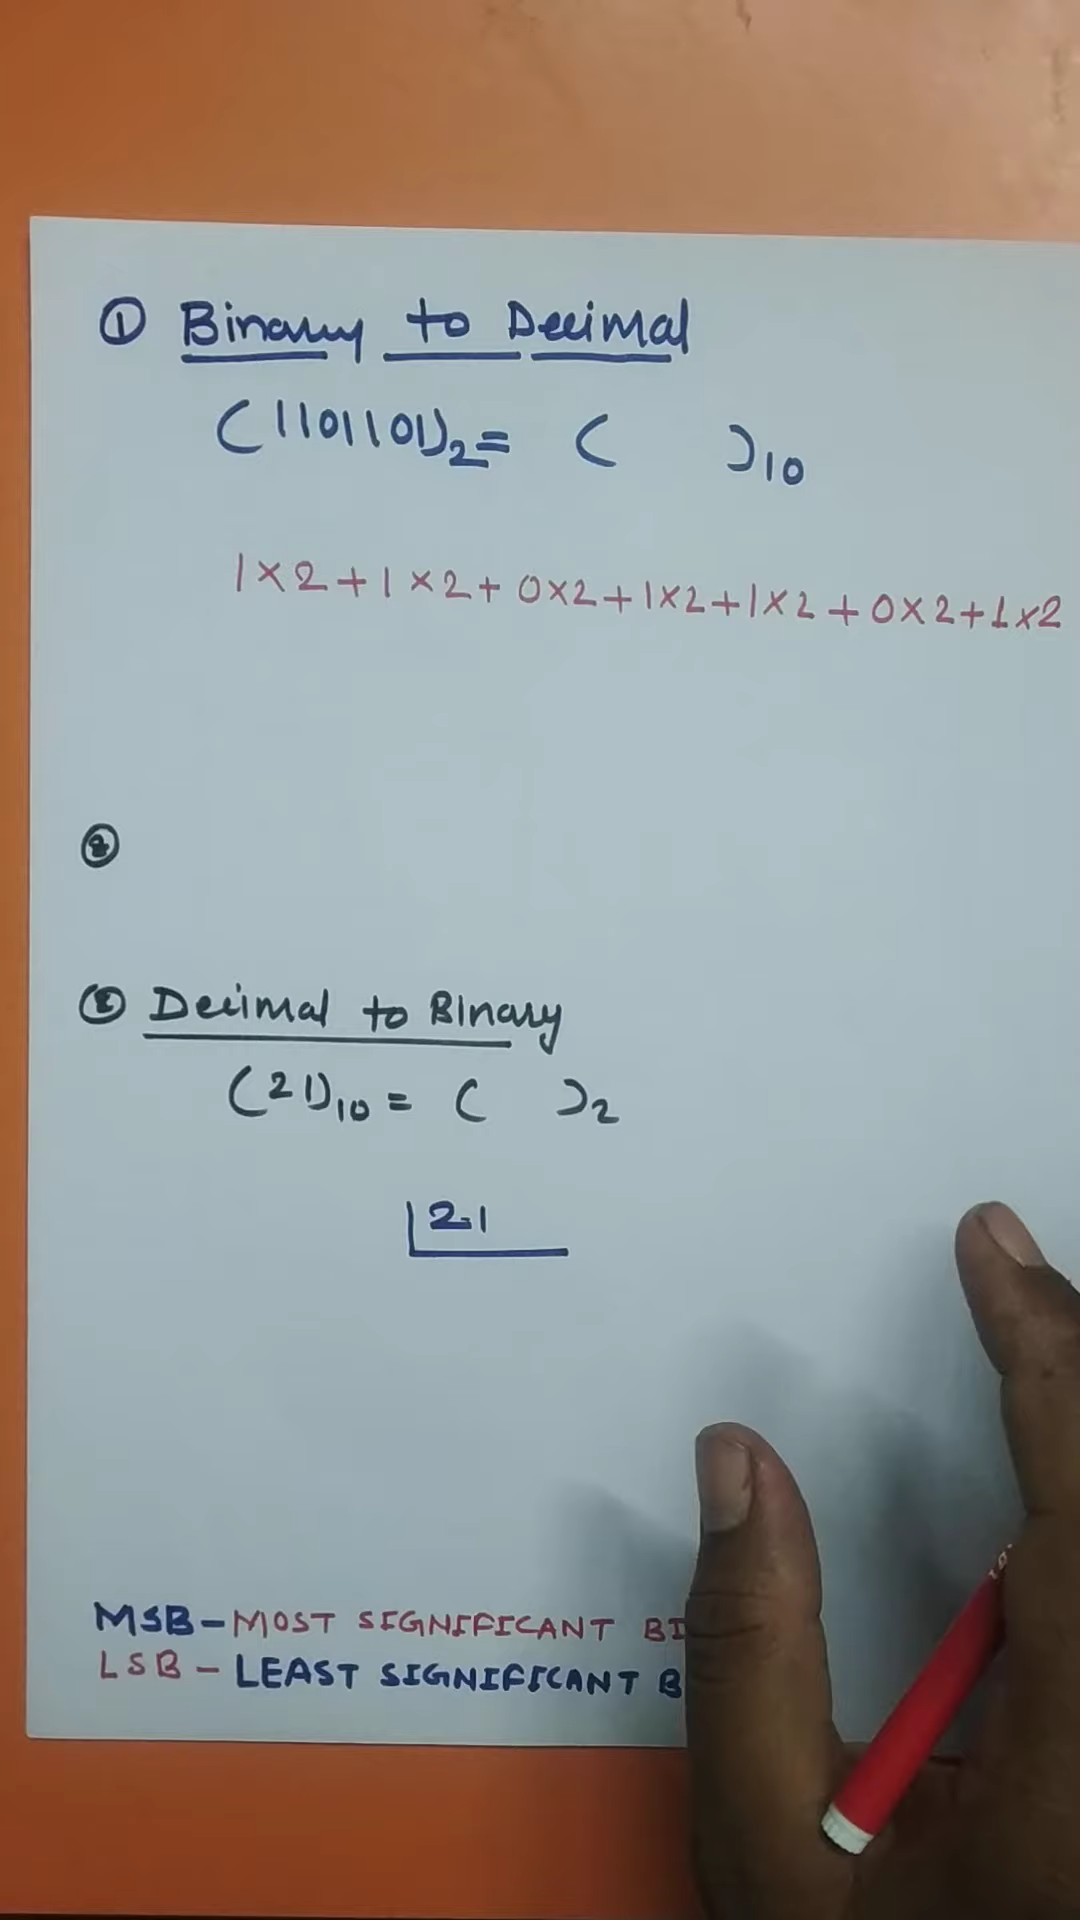 ① Binary to Decimal
(1101101)₂ = (      )₁₀
1×2+1×2+0×2+1×2+1×2+0×2+1×2
② Decimal to Binary
(21)₁₀ = (    )₂
21
MSB-MOST SIGNIFICANT BI
LSB-LEAST SIGNIFICANT B